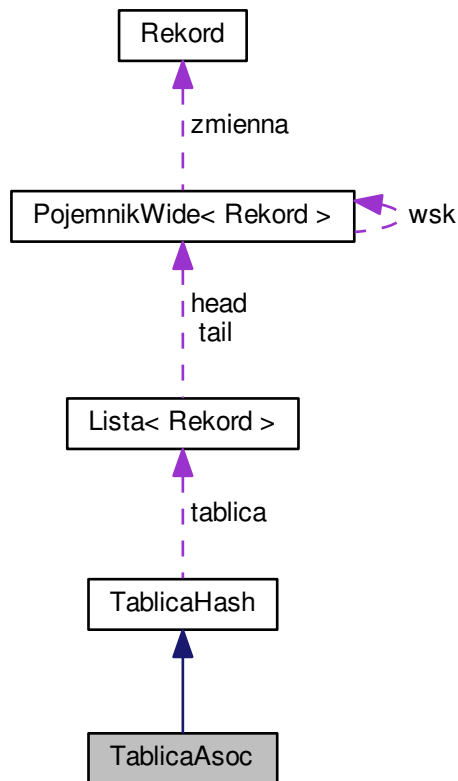 Rekord
zmienna
PojemnikWide< Rekord >
wsk
head
tail
Lista< Rekord >
tablica
TablicaHash
TablicaAsoc